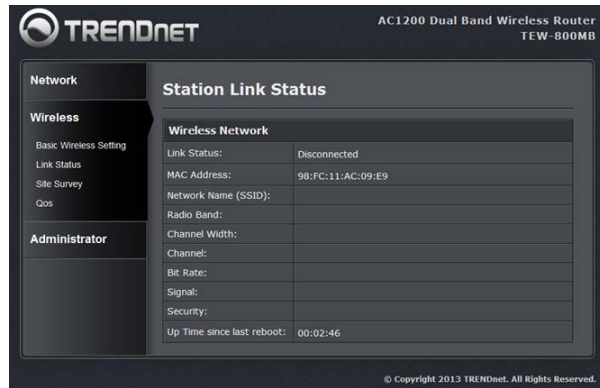 TRENDNET
AC1200 Dual Band Wireless Router
TEW-800MB
Network
Wireless
Basic Wireless Setting
Link Status
Site Survey
Qos
Administrator
Station Link Status
Wireless Network
Link Status: Disconnected
MAC Address: 98:FC:11:AC:09:E9
Network Name (SSID):
Radio Band:
Channel Width:
Channel:
Bit Rate:
Signal:
Security:
Up Time since last reboot: 00:02:46
© Copyright 2013 TRENDnet. All Rights Reserved.